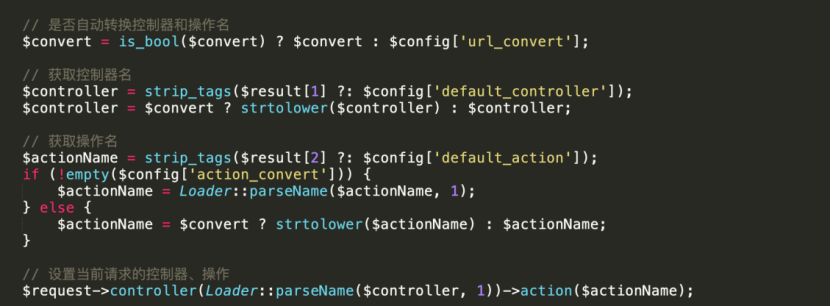 // 是否自动转换控制器和操作名
$convert = is_bool($convert) ? $convert : $config['url_convert'];
// 获取控制器名
$controller = strip_tags($result[1] ?: $config['default_controller']);
$controller = $convert ? strtolower($controller) : $controller;
// 获取操作名
$actionName = strip_tags($result[2] ?: $config['default_action']);
if (!empty($config['action_convert'])) {
    $actionName = Loader::parseName($actionName, 1);
} else {
    $actionName = $convert ? strtolower($actionName) : $actionName;
}
// 设置当前请求的控制器、操作
$request->controller(Loader::parseName($controller, 1))->action($actionName);